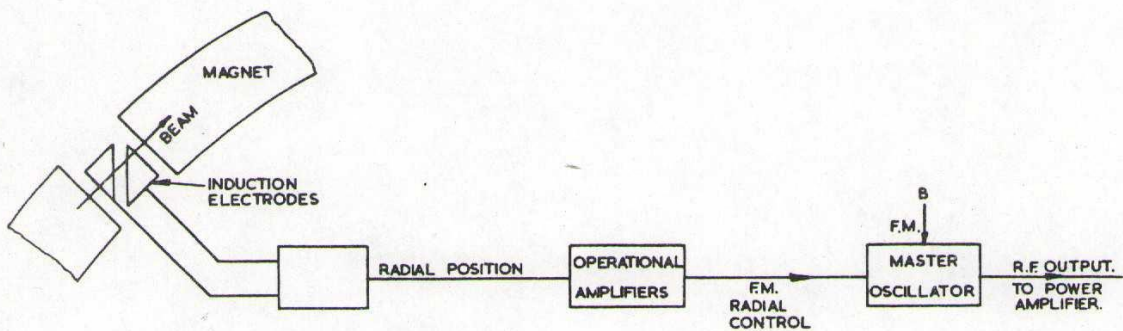 MAGNET
BEAM
INDUCTION
ELECTRODES
RADIAL POSITION
OPERATIONAL
AMPLIFIERS
F.M.
RADIAL
CONTROL
B
F.M.
MASTER
OSCILLATOR
R.F. OUTPUT.
TO POWER
AMPLIFIER.